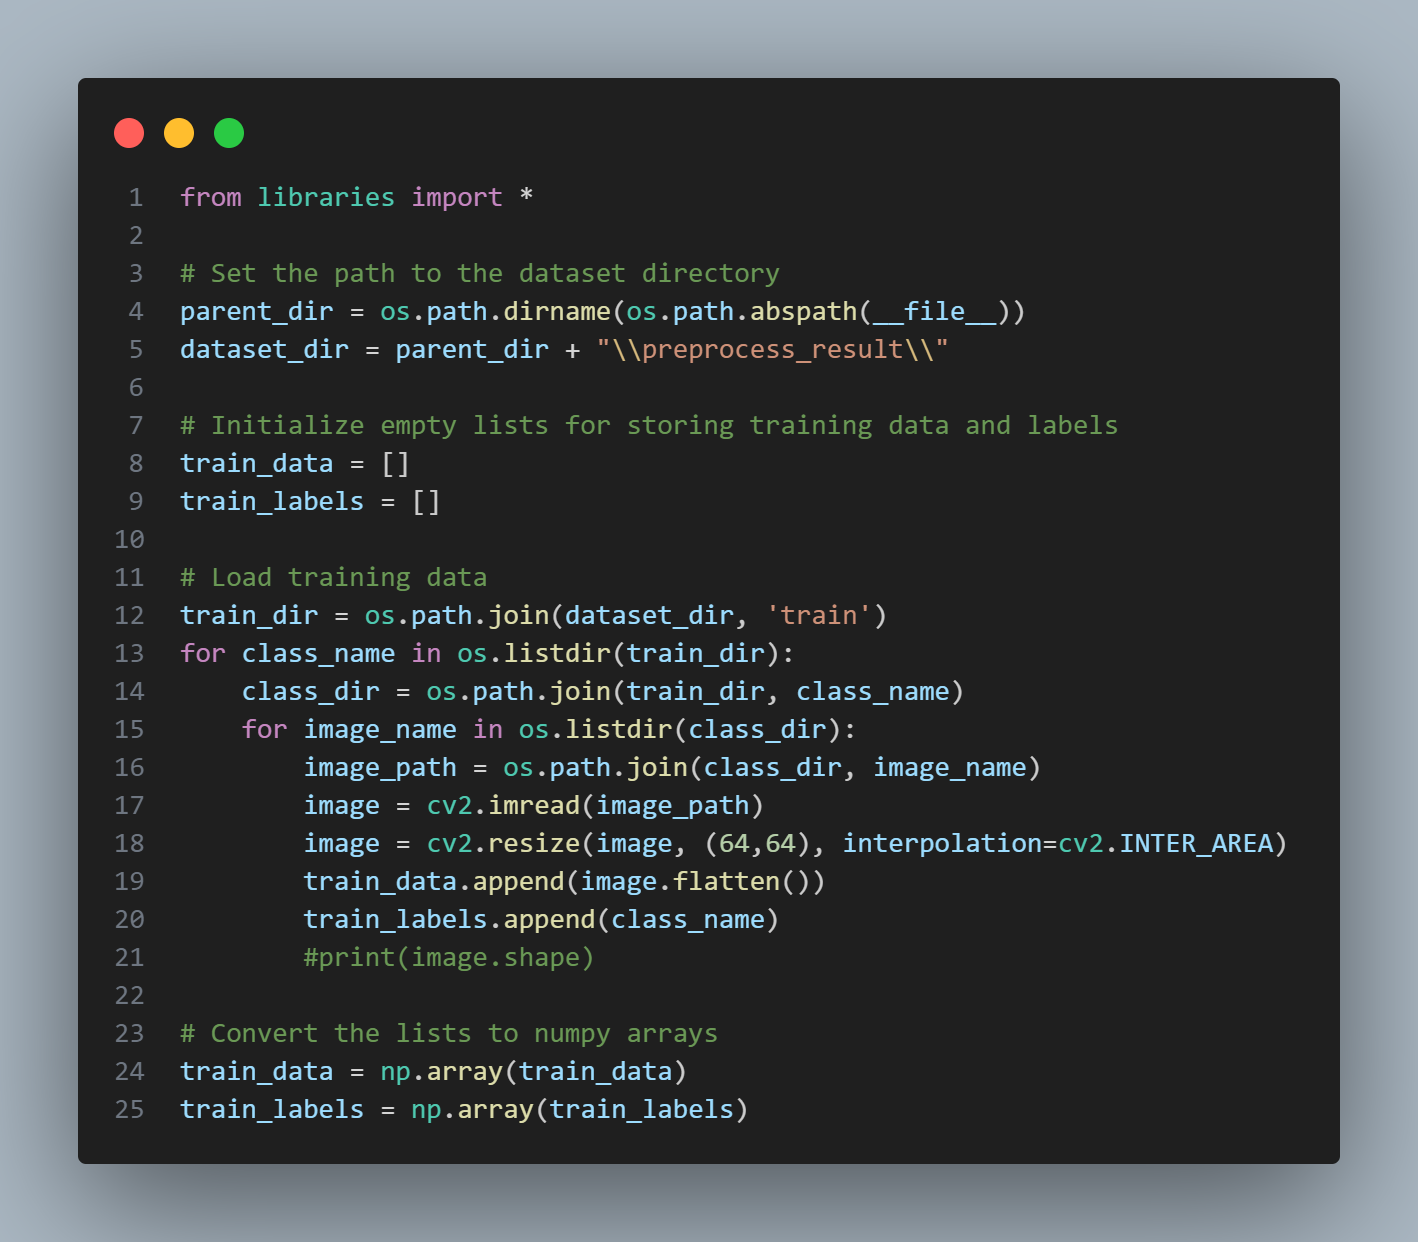 1 from libraries import *
2
3 # Set the path to the dataset directory
4 parent_dir = os.path.dirname(os.path.abspath(__file__))
5 dataset_dir = parent_dir + "\\preprocess_result\\"
6
7 # Initialize empty lists for storing training data and labels
8 train_data = []
9 train_labels = []
10
11 # Load training data
12 train_dir = os.path.join(dataset_dir, 'train')
13 for class_name in os.listdir(train_dir):
14     class_dir = os.path.join(train_dir, class_name)
15     for image_name in os.listdir(class_dir):
16         image_path = os.path.join(class_dir, image_name)
17         image = cv2.imread(image_path)
18         image = cv2.resize(image, (64,64), interpolation=cv2.INTER_AREA)
19         train_data.append(image.flatten())
20         train_labels.append(class_name)
21         #print(image.shape)
22
23 # Convert the lists to numpy arrays
24 train_data = np.array(train_data)
25 train_labels = np.array(train_labels)